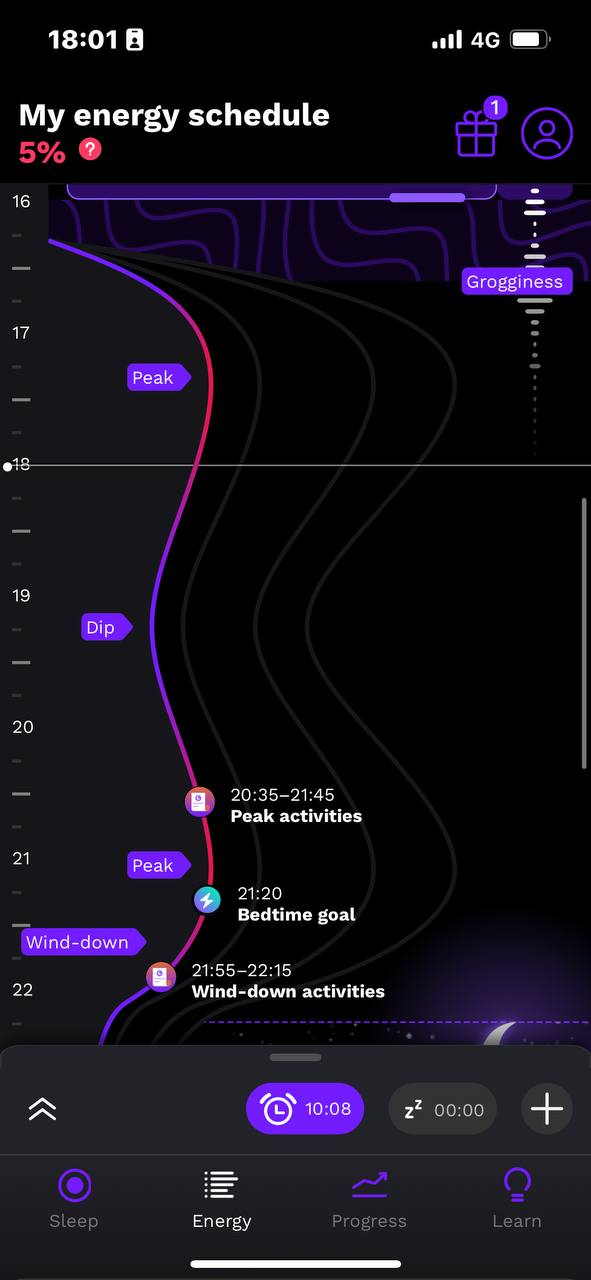 18:01
4G
My energy schedule
1
5% ?
16
Grogginess
17
Peak
18
19
Dip
20
20:35–21:45
Peak activities
21
Peak
21:20
Bedtime goal
Wind-down
21:55–22:15
22
Wind-down activities
10:08
zz 00:00
Sleep
Energy
Progress
Learn